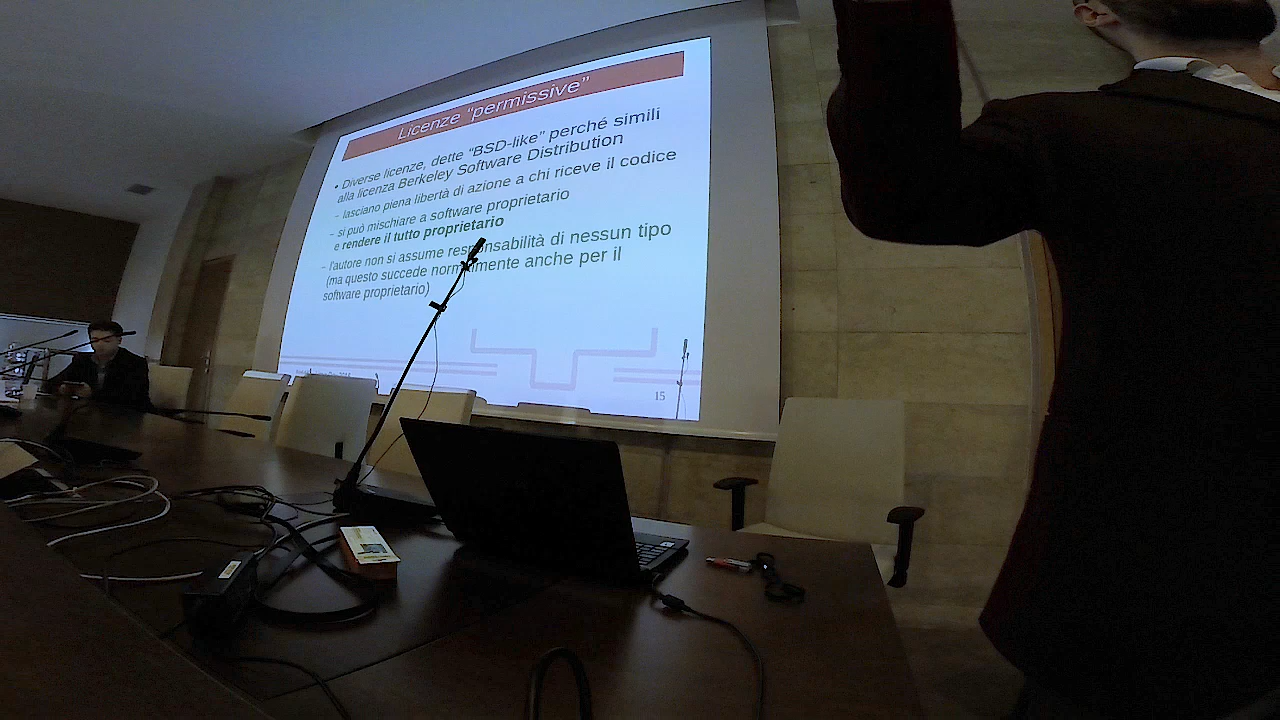 Licenze “permissive”
• Diverse licenze, dette “BSD-like” perché simili
alla licenza Berkeley Software Distribution
– lasciano piena libertà di azione a chi riceve il codice
– si può mischiare a software proprietario
e rendere il tutto proprietario
– l'autore non si assume responsabilità di nessun tipo
(ma questo succede normalmente anche per il
software proprietario)
15